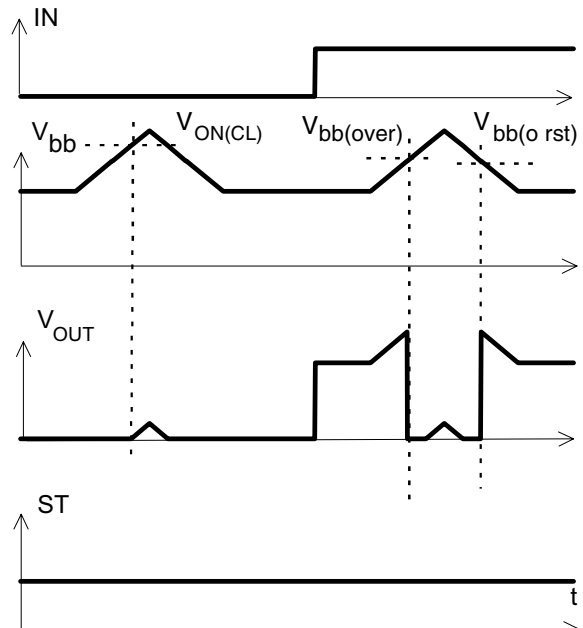 IN
Vbb
VON(CL)
Vbb(over)
Vbb(o rst)
VOUT
ST
t